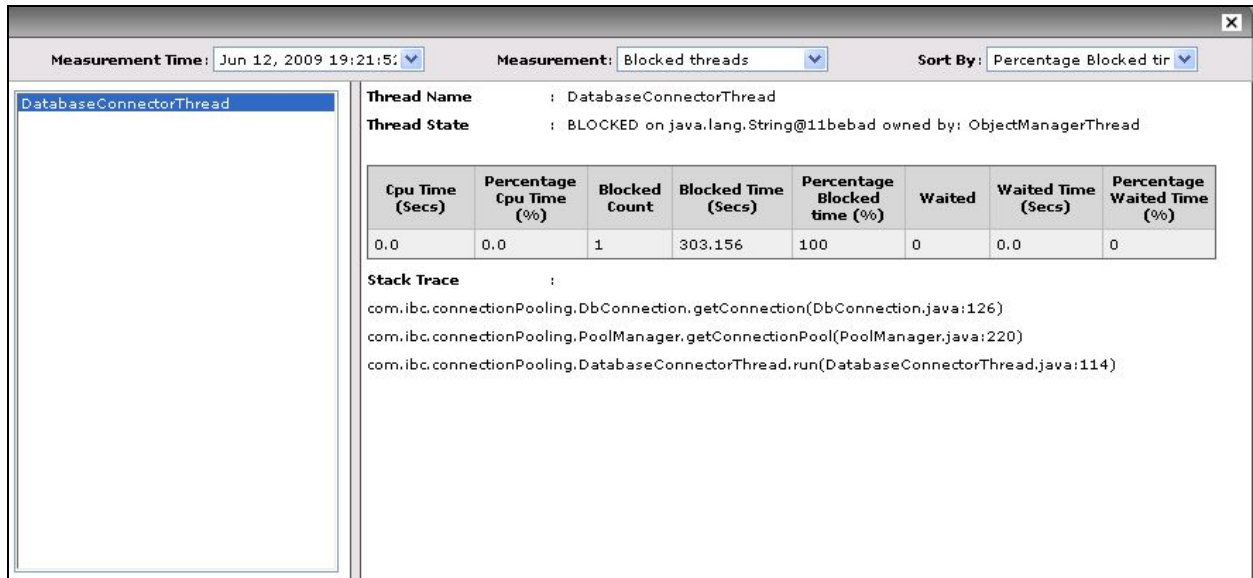 Measurement Time: Jun 12, 2009 19:21:5 Measurement: Blocked threads Sort By: Percentage Blocked tir
DatabaseConnectorThread
Thread Name : DatabaseConnectorThread
Thread State : BLOCKED on java.lang.String@11bebad owned by: ObjectManagerThread
Cpu Time (Secs) Percentage Cpu Time (%) Blocked Count Blocked Time (Secs) Percentage Blocked time (%) Waited Waited Time (Secs) Percentage Waited Time (%)
0.0 0.0 1 303.156 100 0 0.0 0
Stack Trace :
com.ibc.connectionPooling.DbConnection.getConnection(DbConnection.java:126)
com.ibc.connectionPooling.PoolManager.getConnectionPool(PoolManager.java:220)
com.ibc.connectionPooling.DatabaseConnectorThread.run(DatabaseConnectorThread.java:114)